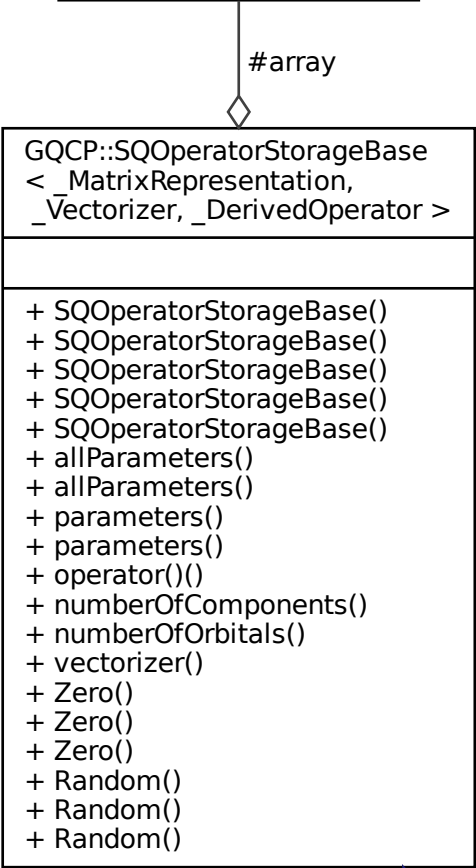 #array
GQCP::SQOperatorStorageBase
< _MatrixRepresentation,
_Vectorizer, _DerivedOperator >
+ SQOperatorStorageBase()
+ SQOperatorStorageBase()
+ SQOperatorStorageBase()
+ SQOperatorStorageBase()
+ SQOperatorStorageBase()
+ allParameters()
+ allParameters()
+ parameters()
+ parameters()
+ operator()()
+ numberOfComponents()
+ numberOfOrbitals()
+ vectorizer()
+ Zero()
+ Zero()
+ Zero()
+ Random()
+ Random()
+ Random()